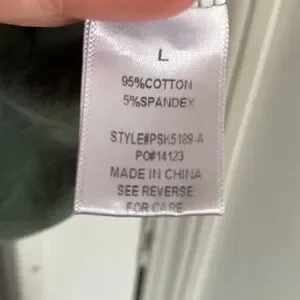 L
95%COTTON
5%SPANDEX
STYLE#PSK5189-A
PO#14123
MADE IN CHINA
SEE REVERSE
FOR CARE